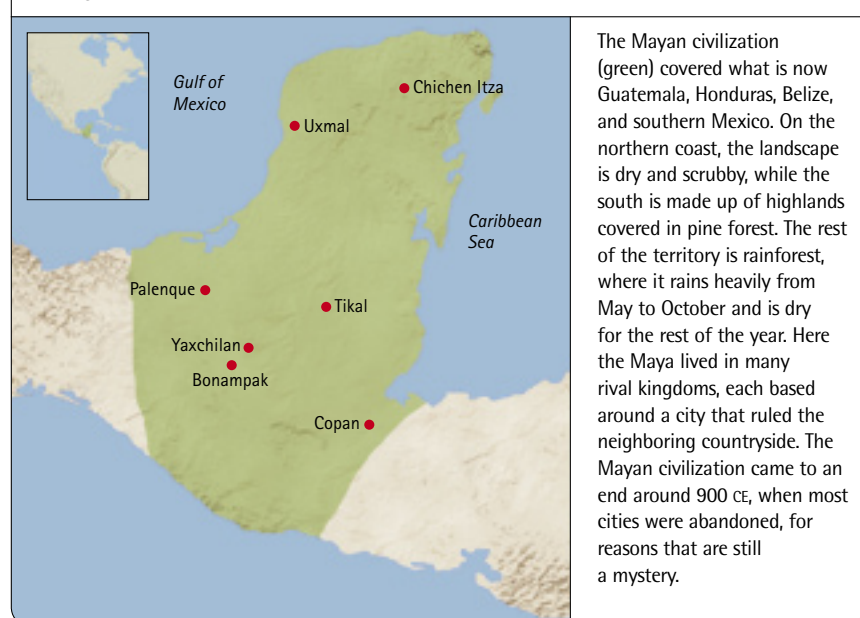 Gulf of
Mexico
Chichen Itza
Uxmal
Caribbean
Sea
Palenque
Tikal
Yaxchilan
Bonampak
Copan
The Mayan civilization
(green) covered what is now
Guatemala, Honduras, Belize,
and southern Mexico. On the
northern coast, the landscape
is dry and scrubby, while the
south is made up of highlands
covered in pine forest. The rest
of the territory is rainforest,
where it rains heavily from
May to October and is dry
for the rest of the year. Here
the Maya lived in many
rival kingdoms, each based
around a city that ruled the
neighboring countryside. The
Mayan civilization came to an
end around 900 CE, when most
cities were abandoned, for
reasons that are still
a mystery.